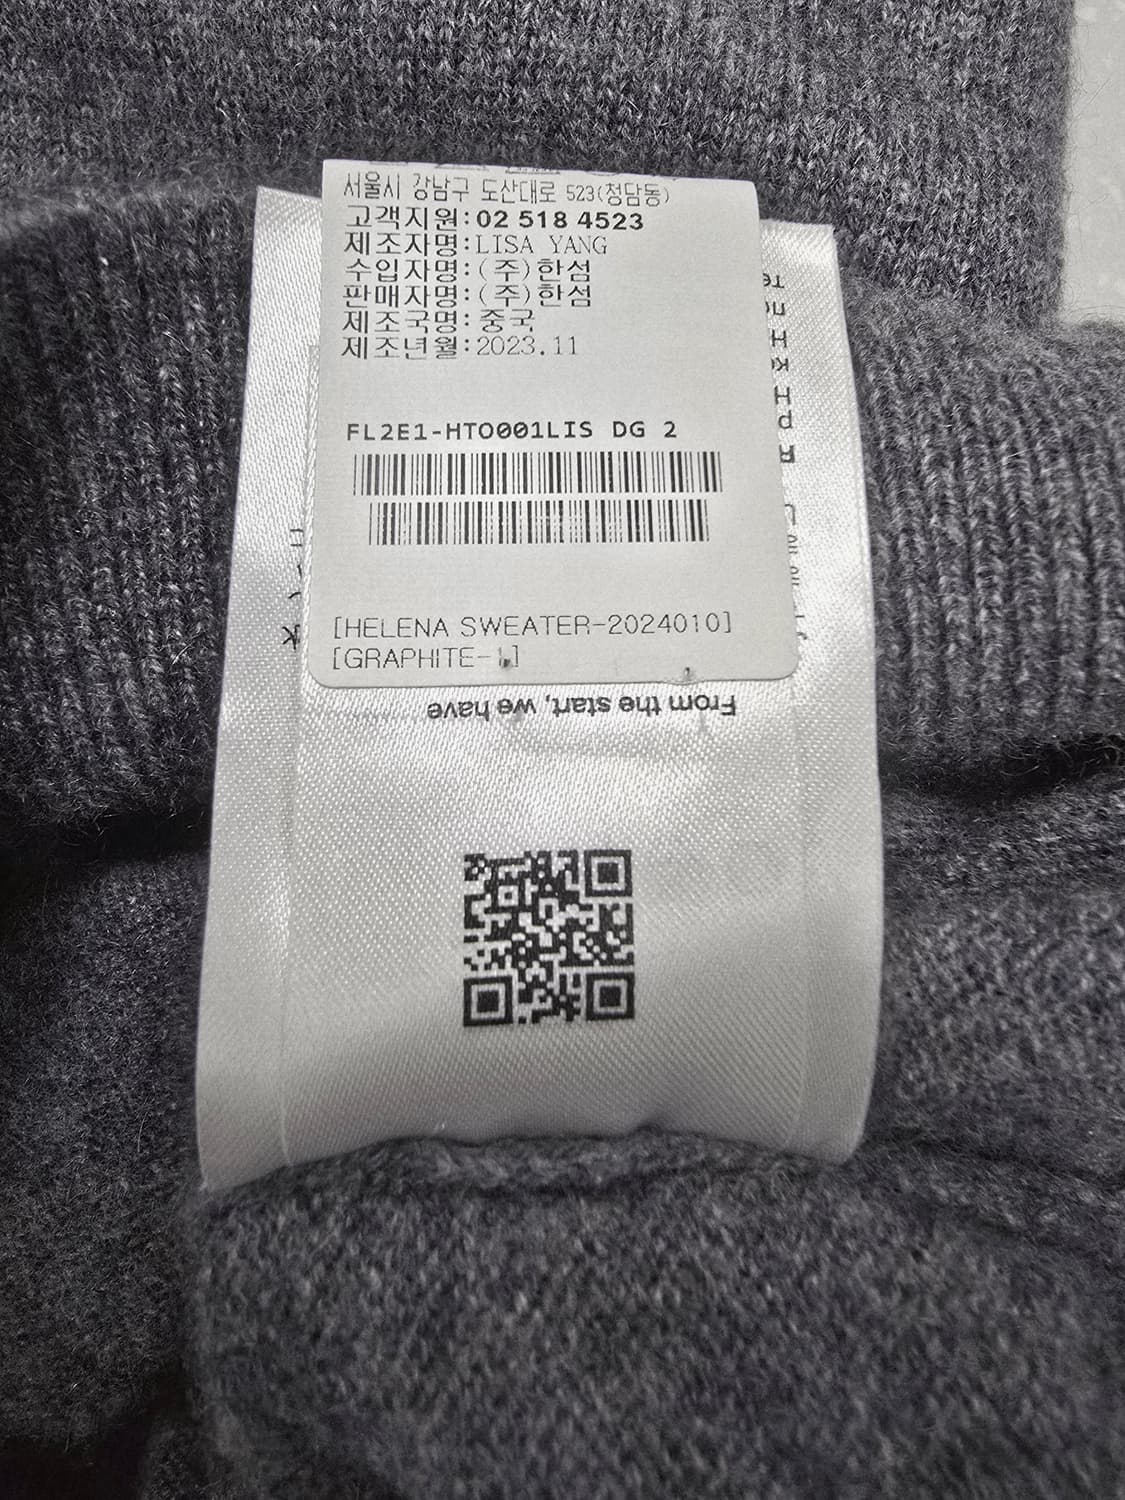 서울시 강남구 도산대로 523(청담동)
고객지원:02 518 4523
제조자명:LISA YANG
수입자명:(주)한섬
판매자명:(주)한섬
제조국명:중국
제조년월:2023.11
FL2E1-HTO001LIS DG 2
[HELENA SWEATER-2024010]
[GRAPHITE-1]
From the start, we have